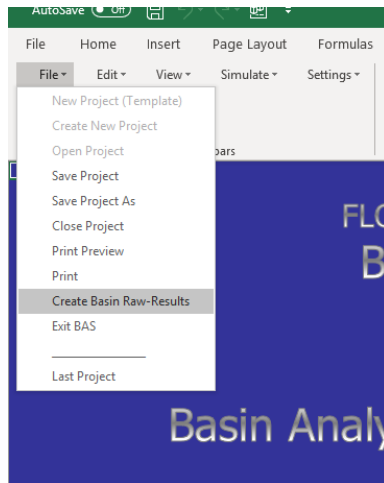 AutoSave Off
File Home Insert Page Layout Formulas
File Edit View Simulate Settings
New Project (Template)
Create New Project
Open Project
bars
Save Project
Save Project As
Close Project
Print Preview
Print
Create Basin Raw-Results
Exit BAS
Last Project
FLO
B
Basin Analy